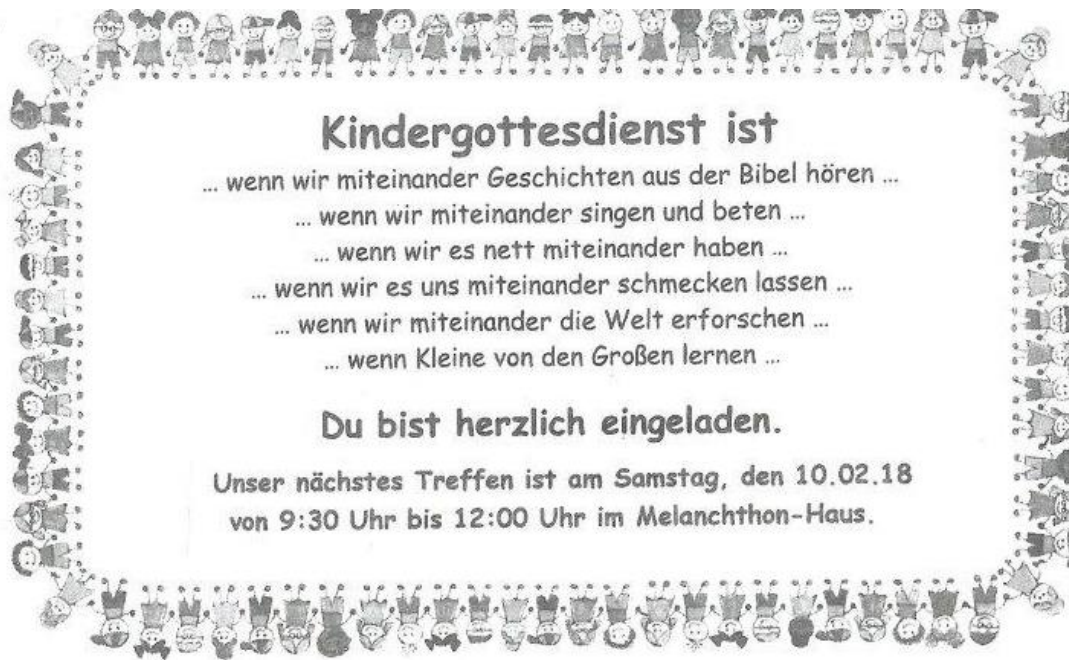 Kindergottesdienst ist
... wenn wir miteinander Geschichten aus der Bibel hören ...
... wenn wir miteinander singen und beten ...
... wenn wir es nett miteinander haben ...
... wenn wir es uns miteinander schmecken lassen ...
... wenn wir miteinander die Welt erforschen ...
... wenn Kleine von den Großen lernen ...
Du bist herzlich eingeladen.
Unser nächstes Treffen ist am Samstag, den 10.02.18
von 9:30 Uhr bis 12:00 Uhr im Melanchthon-Haus.